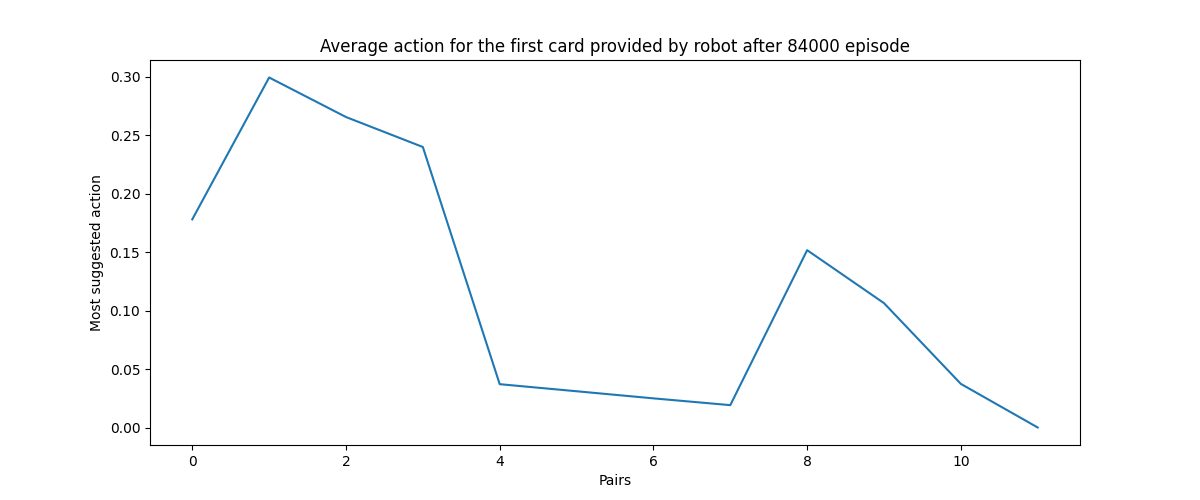 Average action for the first card provided by robot after 84000 episode
Most suggested action
0.30
0.25
0.20
0.15
0.10
0.05
0.00
0 2 4 6 8 10
Pairs